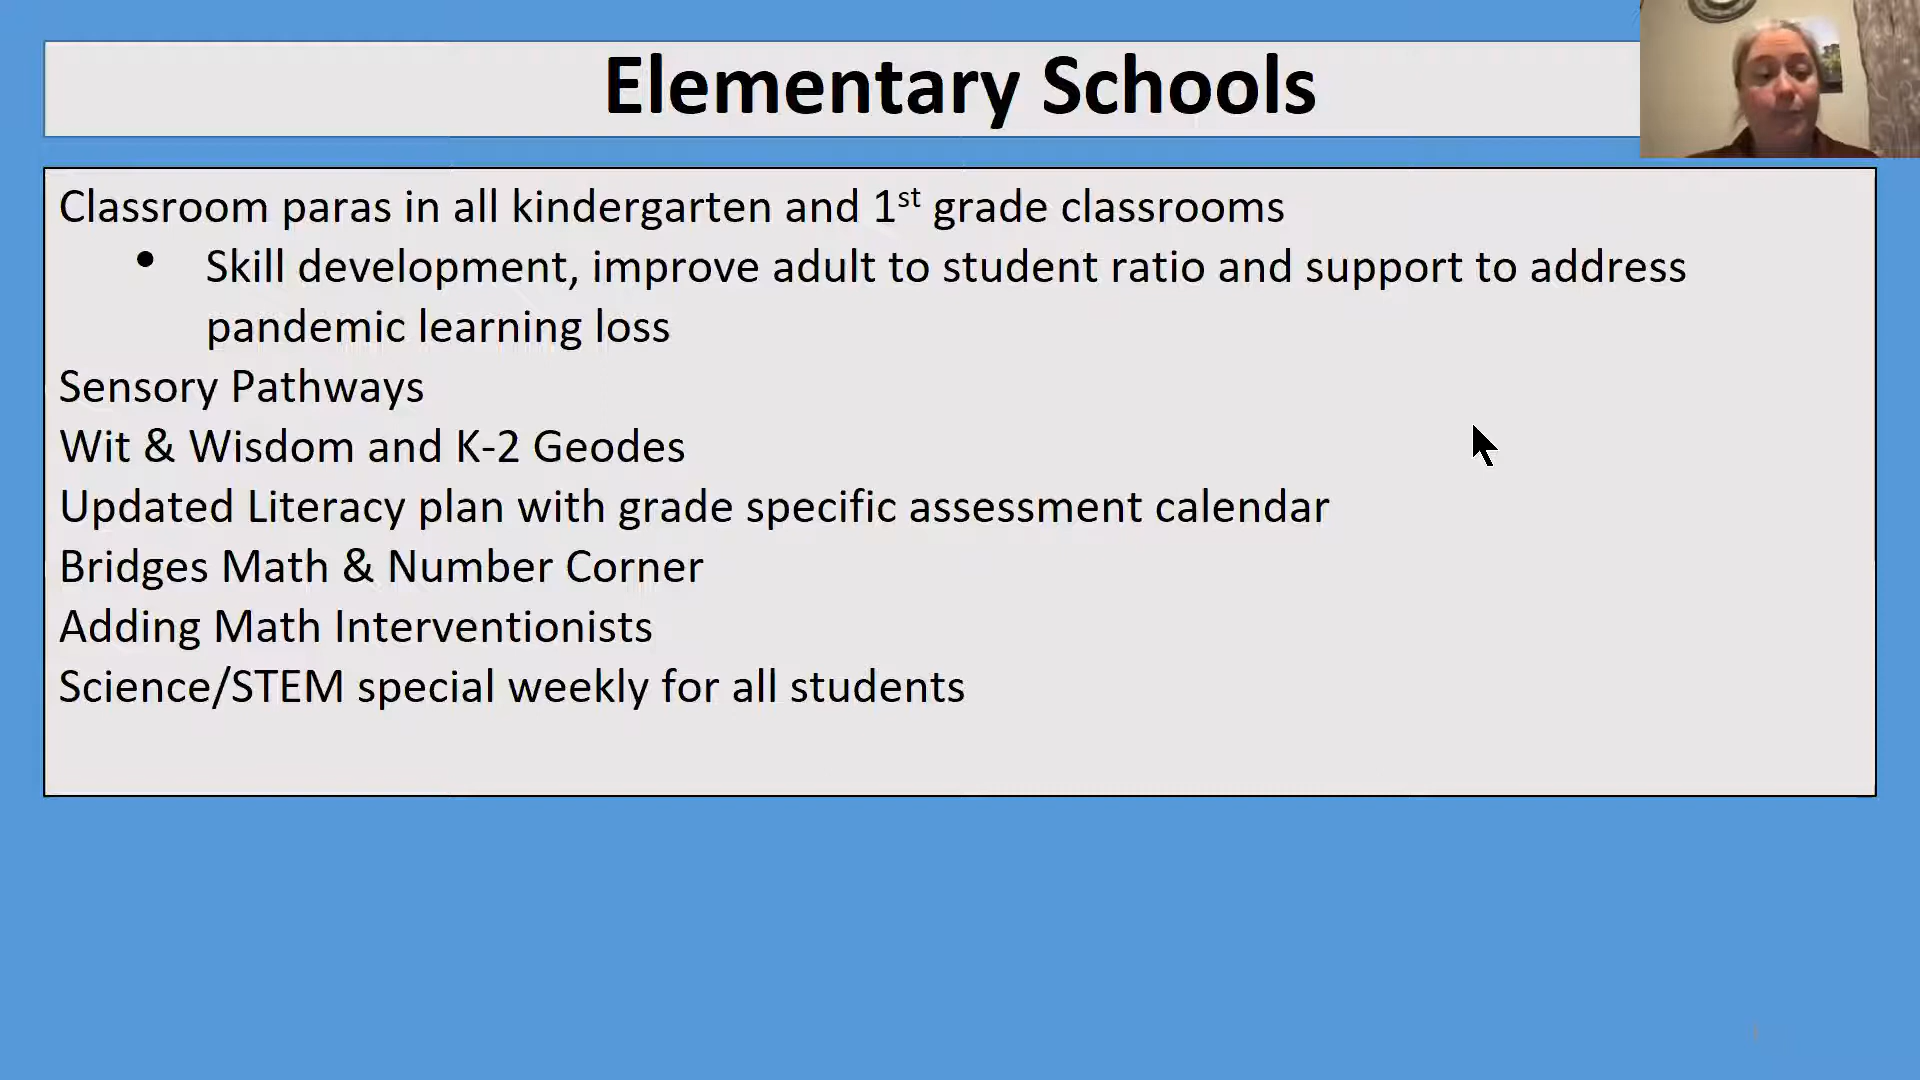 Elementary Schools
Classroom paras in all kindergarten and 1st grade classrooms
• Skill development, improve adult to student ratio and support to address
pandemic learning loss
Sensory Pathways
Wit & Wisdom and K-2 Geodes
Updated Literacy plan with grade specific assessment calendar
Bridges Math & Number Corner
Adding Math Interventionists
Science/STEM special weekly for all students